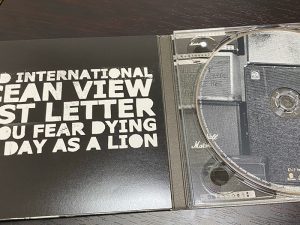 D INTERNATIONAL
CEAN VIEW
ST LETTER
OU FEAR DYING
DAY AS A LION
Marshall